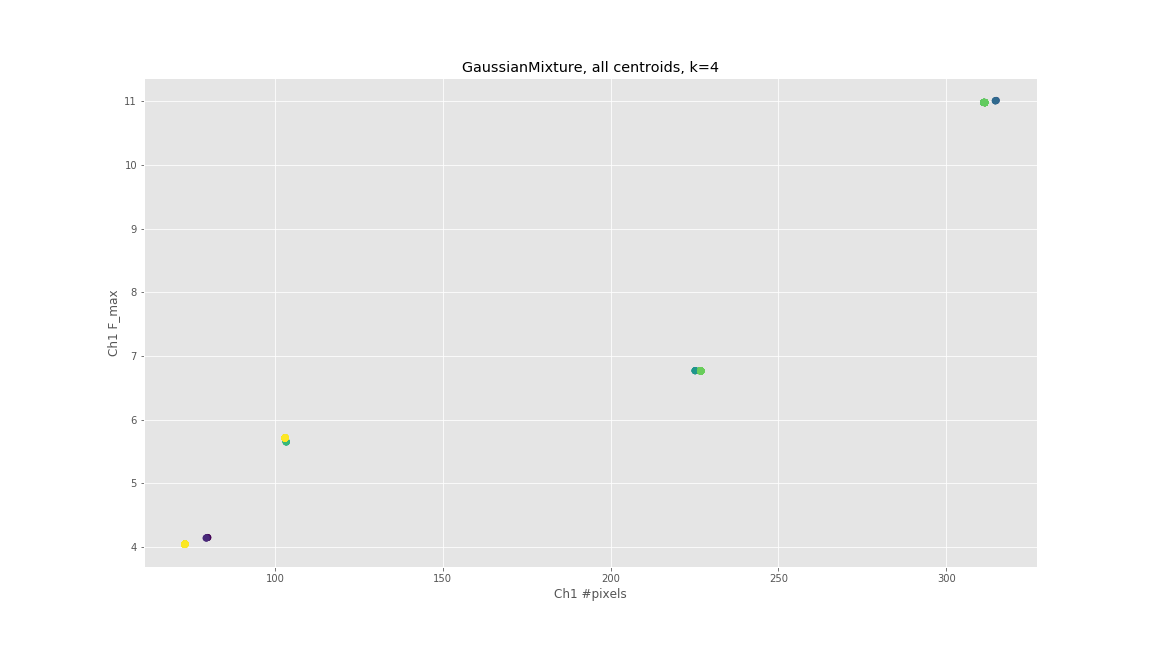 GaussianMixture, all centroids, k=4
11
10
9
8
7
6
5
4
Ch1 F_max
100 150 200 250 300
Ch1 #pixels